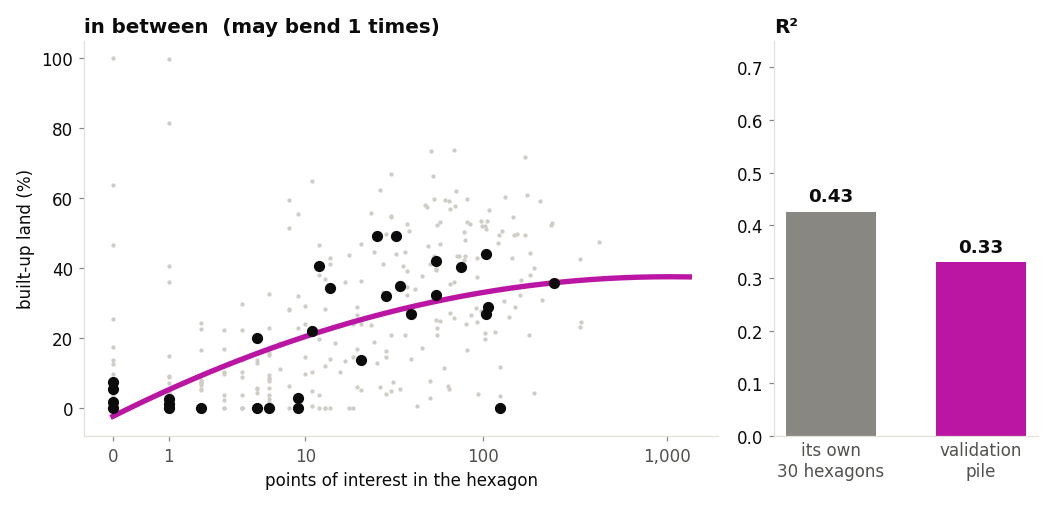 in between  (may bend 1 times)
R²
100
80
60
40
20
0
built-up land (%)
0
1
10
100
1,000
points of interest in the hexagon
0.7
0.6
0.5
0.4
0.3
0.2
0.1
0.0
0.43
0.33
its own
30 hexagons
validation
pile